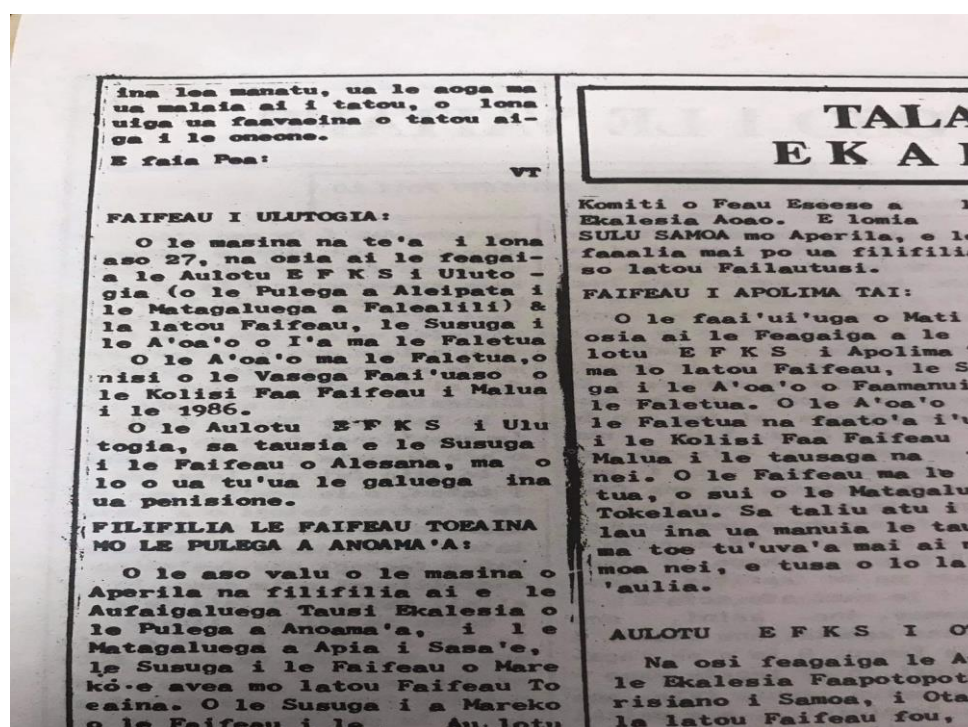 ina lea manatu, ua le aoga ma
ua malaia ai i tatou, o lona
uiga ua faavaeina o tatou ai-
ga i le oneone.
E faia Pea:
VT
FAIFEAU I ULUTOGIA:
O le masina na te'a i lona
aso 27, na osia ai le feagai-
a le Aulotu E F K S i Uluto -
gia (o le Pulega a Aleipata i
le Matagaluega a Falealili) &
la latou Faifeau, le Susuga i
le A'oa'o o I'a ma le Faletua
O le A'oa'o ma le Faletua,o
nisi o le Vasega Faai'uaso o
le Kolisi Faa Faifeau i Malua
i le 1986.
O le Aulotu E F K S i Ulu
togia, sa tausia e le Susuga
i le Faifeau o Alesana, ma o
lo o ua tu'ua le galuega ina
ua penisione.
FILIFILIA LE FAIFEAU TOEAINA
MO LE PULEGA A ANOAMA'A:
O le aso valu o le masina o
Aperila na filifilia ai e le
Aufaigaluega Tausi Ekalesia o
le Pulega a Anoama'a, i l e
Matagaluega a Apia i Sasa'e,
le Susuga i le Faifeau o Mare
ko e avea mo latou Faifeau To
eaina. O le Susuga i a Mareko
o le Faifeau i le Aulotu
TALA
E K A
Komiti o Feau Eseese a
Ekalesia Aoao. E lomia
SULU SAMOA mo Aperila, e
faaalia mai po ua filifili
so latou Failautusi.
FAIFEAU I APOLIMA TAI:
O le faai'ui'uga o Mati
osia ai le Feagaiga a le
lotu E F K S i Apolima
ma lo latou Faifeau, le S
ga i le A'oa'o o Faamanui
le Faletua. O le A'oa'o
le Faletua na faato'a i'u
i le Kolisi Faa Faifeau
Malua i le tausaga na
nei. O le Faifeau ma le
tua, o sui o le Matagalu
Tokelau. Sa taliu atu i
lau ina ua manuia le tau
ma toe tu'uva'a mai ai
moa nei, e tusa o lo la
'aulia.
AULOTU E F K S I O
Na osi feagaiga le A
le Ekalesia Faapotopot
risiano i Samoa, i Ota
la latou Faifeau fou,